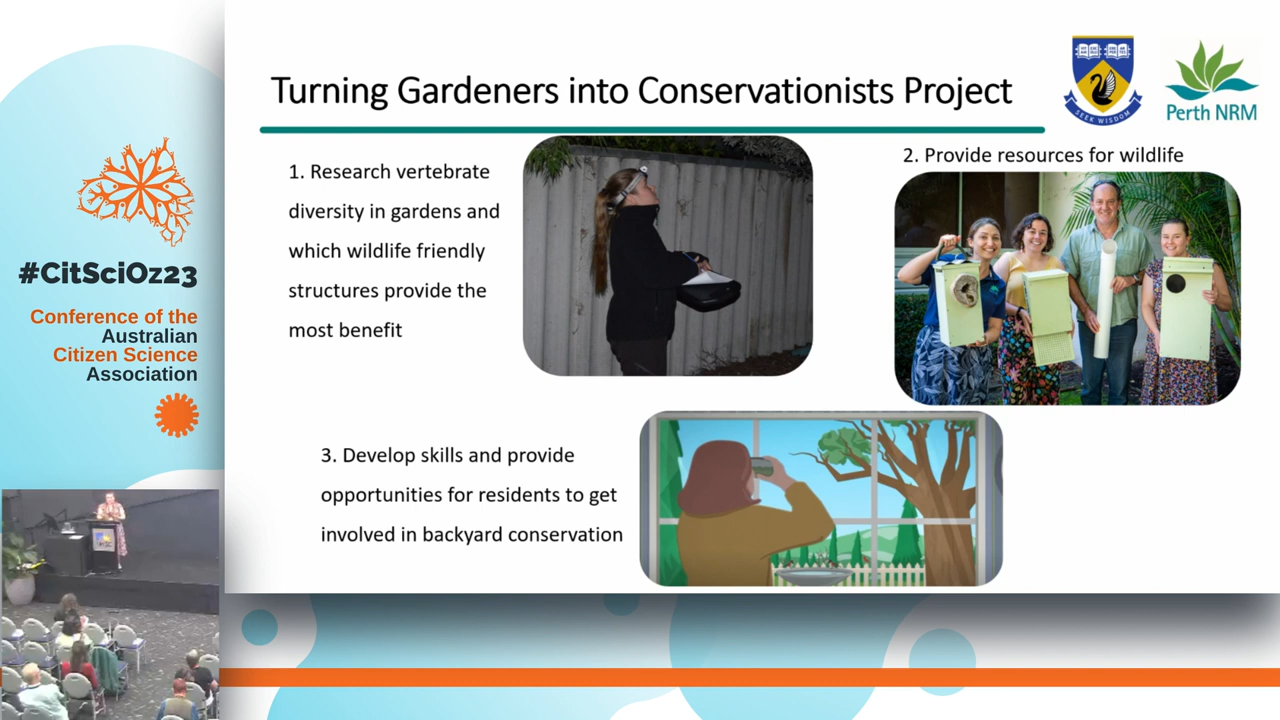 Turning Gardeners into Conservationists Project
SEEK WISDOM
Perth NRM
1. Research vertebrate
diversity in gardens and
which wildlife friendly
structures provide the
most benefit
2. Provide resources for wildlife
3. Develop skills and provide
opportunities for residents to get
involved in backyard conservation
#CitSciOz23
Conference of the
Australian
Citizen Science
Association